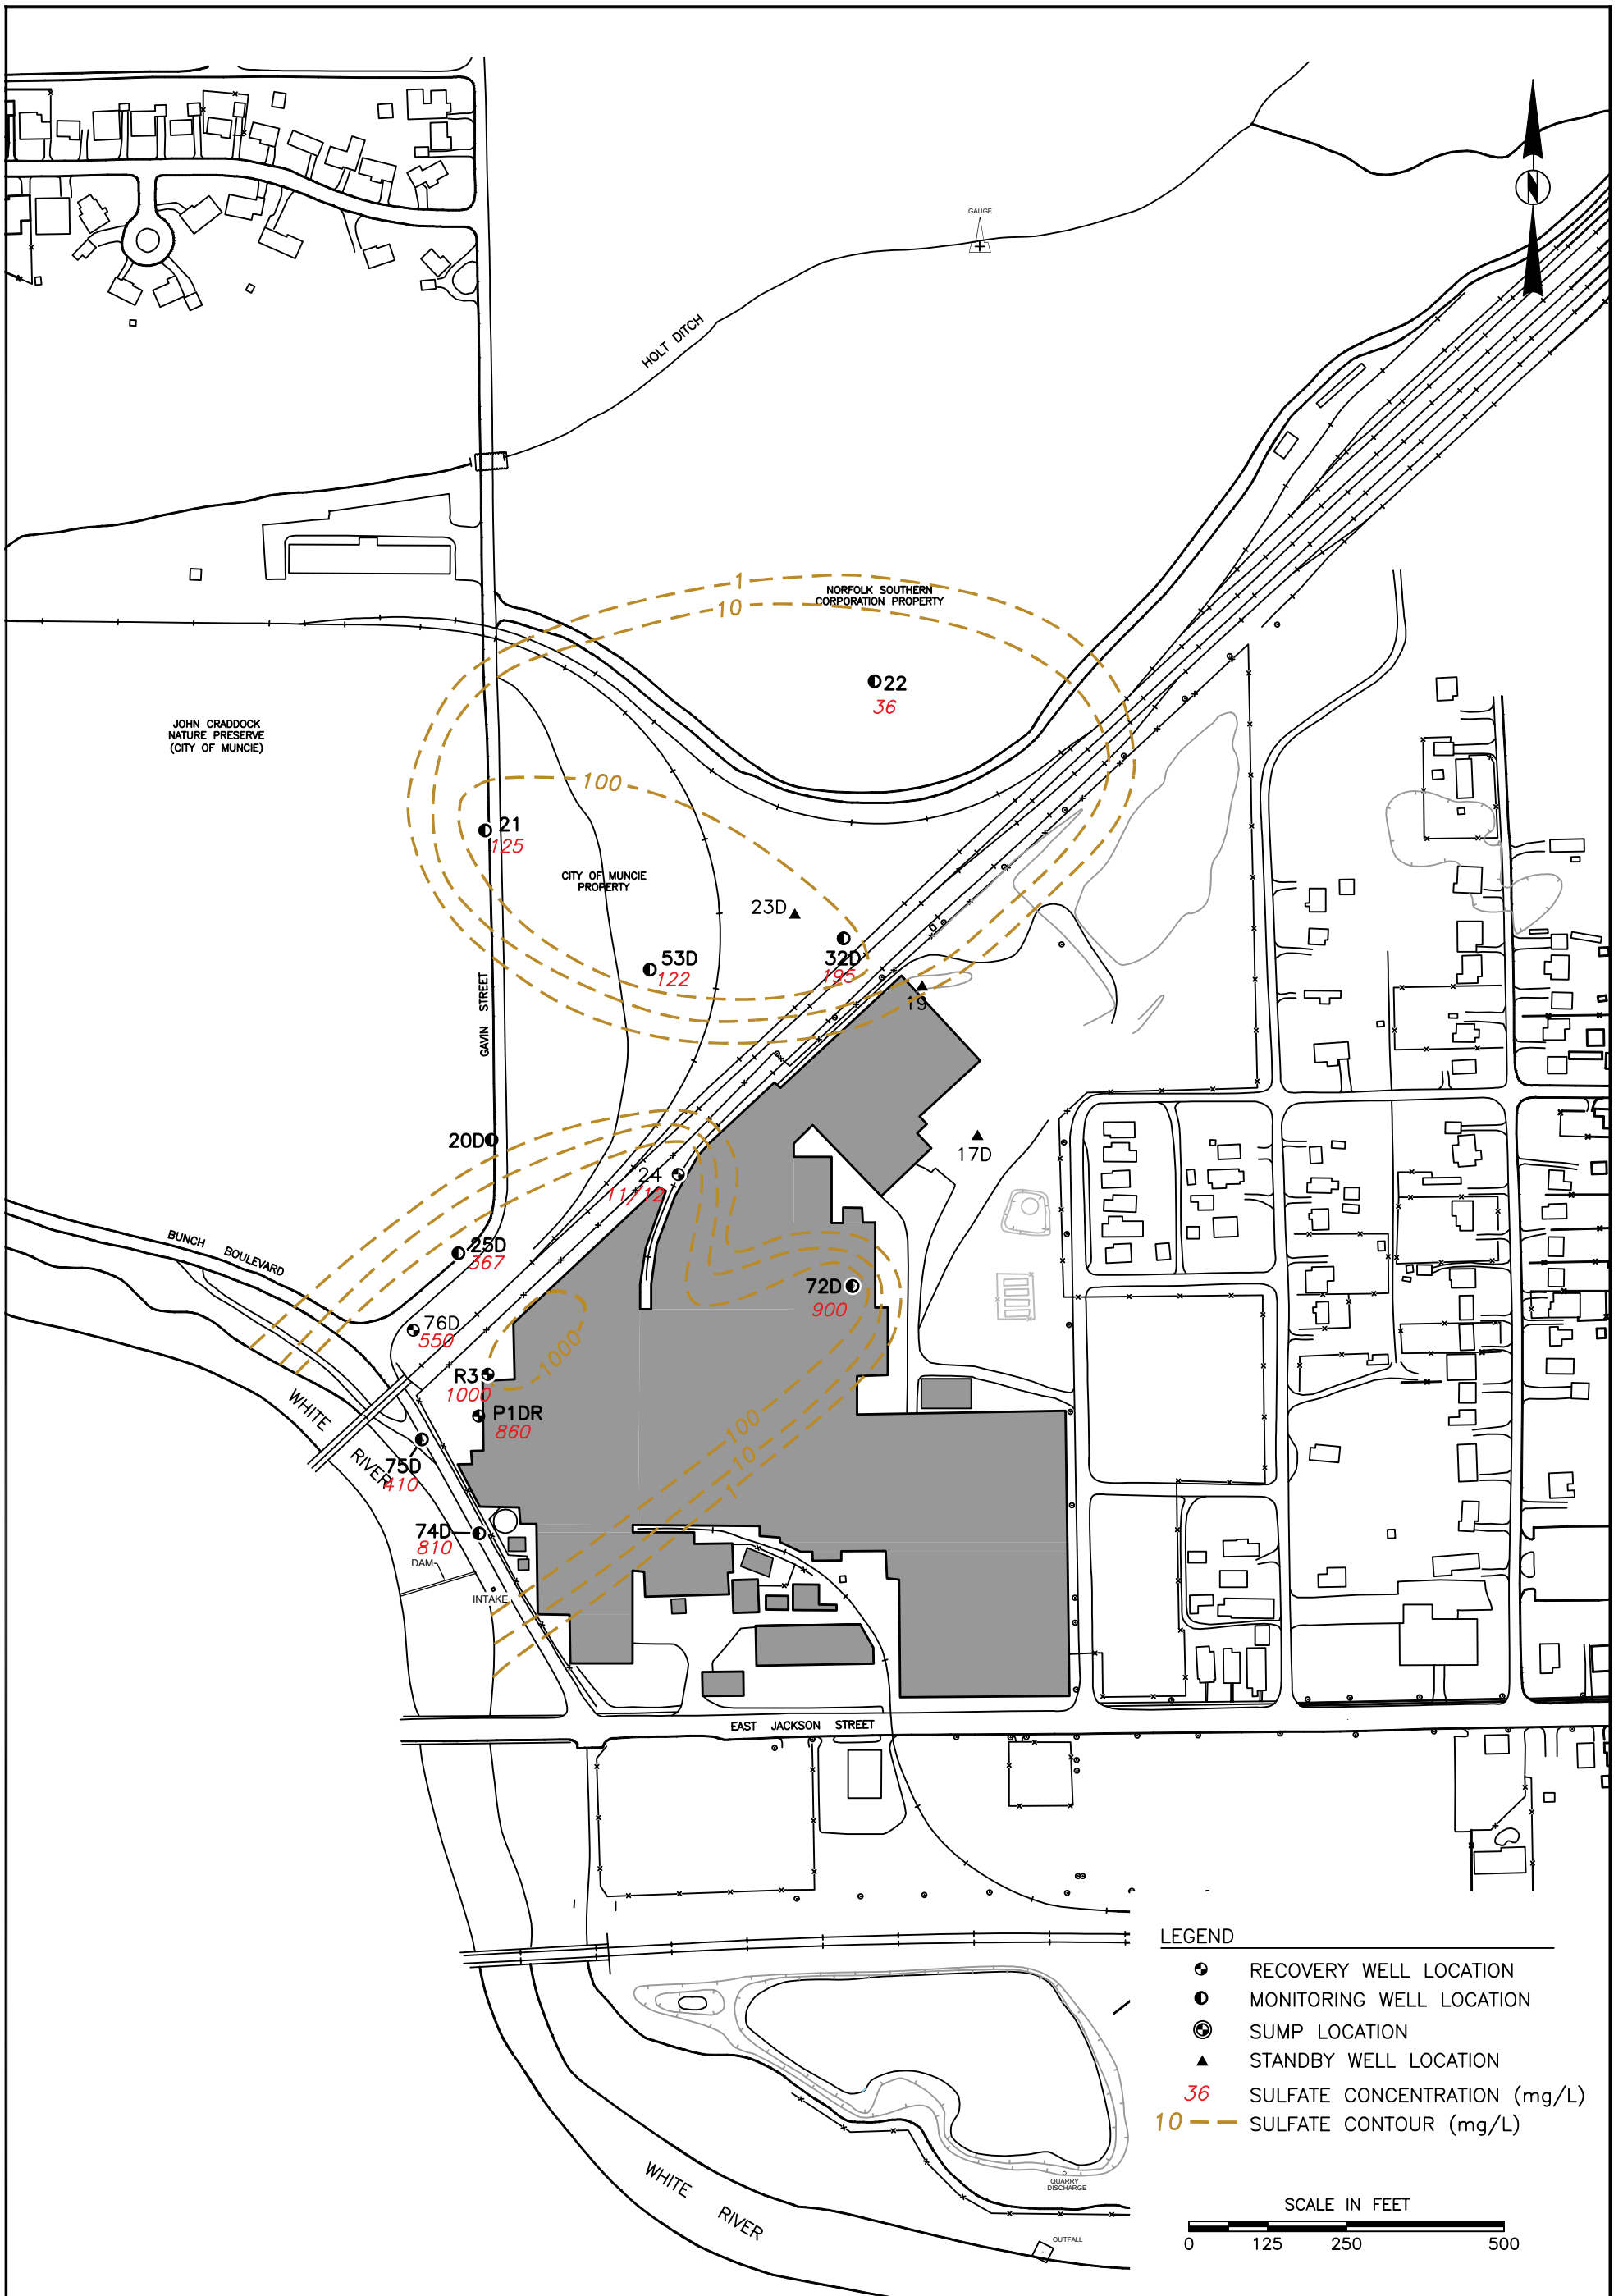 GAUGE
HOLT DITCH
1
10
NORFOLK SOUTHERN
CORPORATION PROPERTY
22
36
JOHN CRADDOCK
NATURE PRESERVE
(CITY OF MUNCIE)
100
21
125
CITY OF MUNCIE
PROPERTY
23D
32D
195
53D
122
19
GAVIN STREET
20D
17D
24
11/12
BUNCH BOULEVARD
25D
367
72D
900
76D
550
1000
R3
1000
P1DR
860
WHITE RIVER
75D
410
100
10
1
74D
810
DAM
INTAKE
EAST JACKSON STREET
WHITE RIVER
QUARRY
DISCHARGE
OUTFALL
N
LEGEND
RECOVERY WELL LOCATION
MONITORING WELL LOCATION
SUMP LOCATION
STANDBY WELL LOCATION
36 SULFATE CONCENTRATION (mg/L)
10 SULFATE CONTOUR (mg/L)
SCALE IN FEET
0 125 250 500